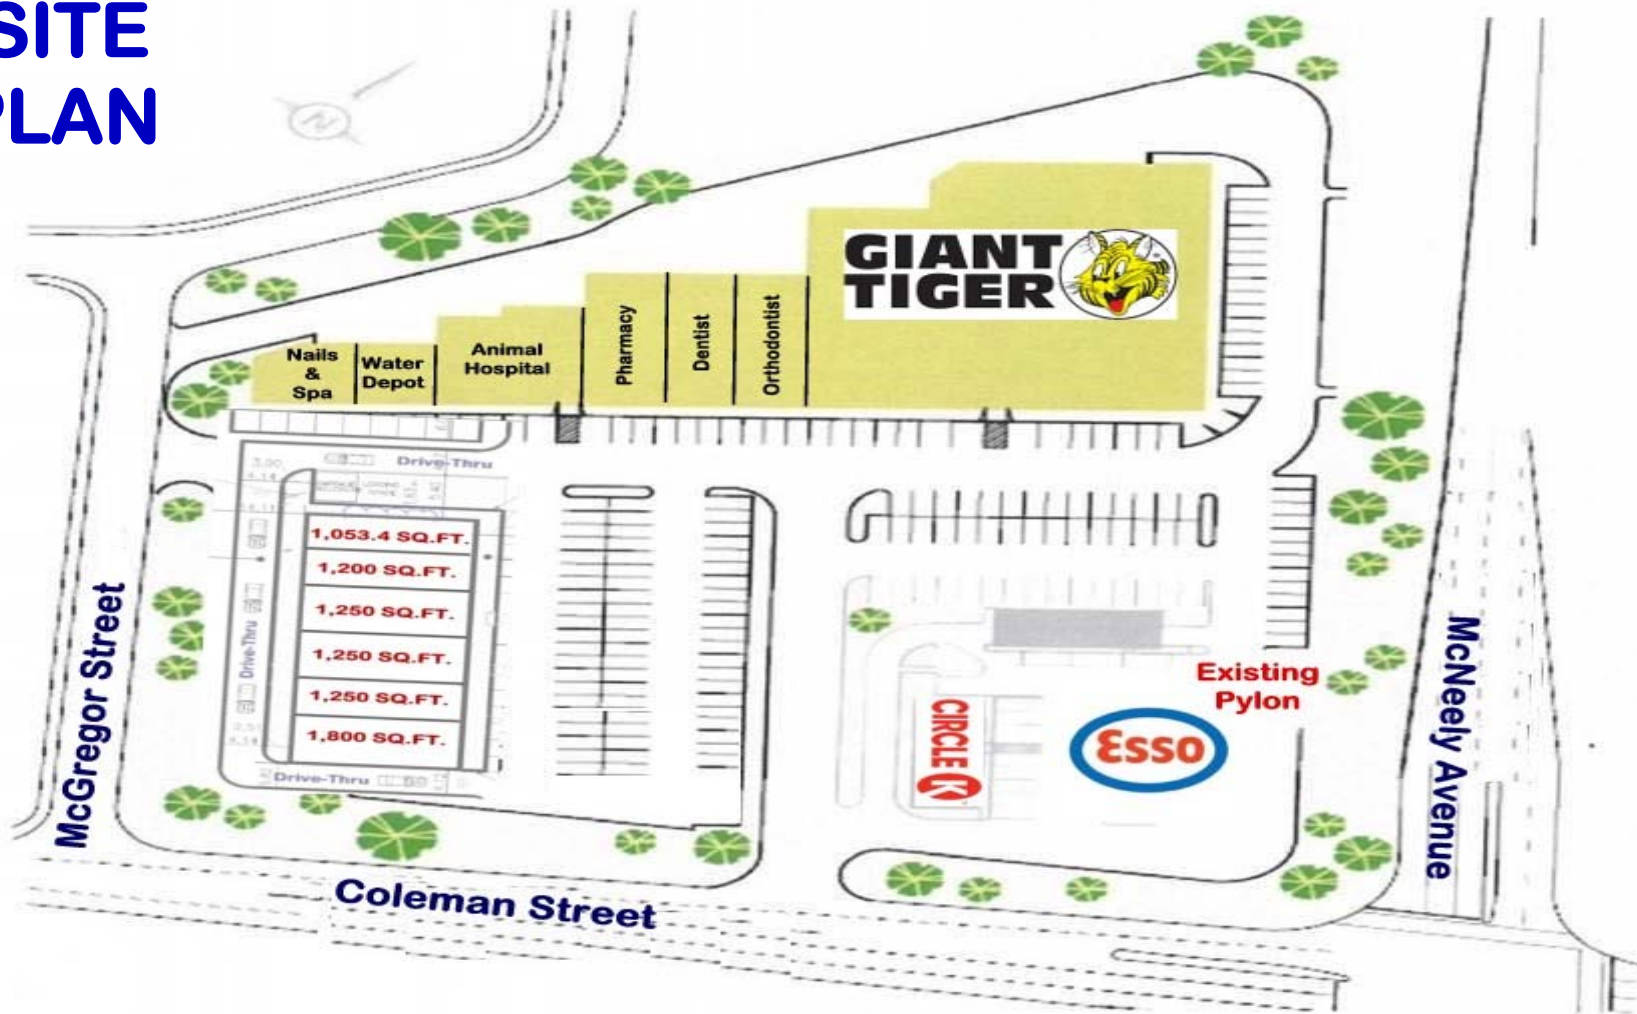 SITE
PLAN
N
GIANT
TIGER
Nails
&
Spa
Water
Depot
Animal
Hospital
Pharmacy
Dentist
Orthodontist
Drive-Thru
1,053.4 SQ.FT.
1,200 SQ.FT.
1,250 SQ.FT.
1,250 SQ.FT.
1,250 SQ.FT.
1,800 SQ.FT.
Drive-Thru
Drive-Thru
McGregor Street
Existing
Pylon
CIRCLE K
Esso
McNeely Avenue
Coleman Street